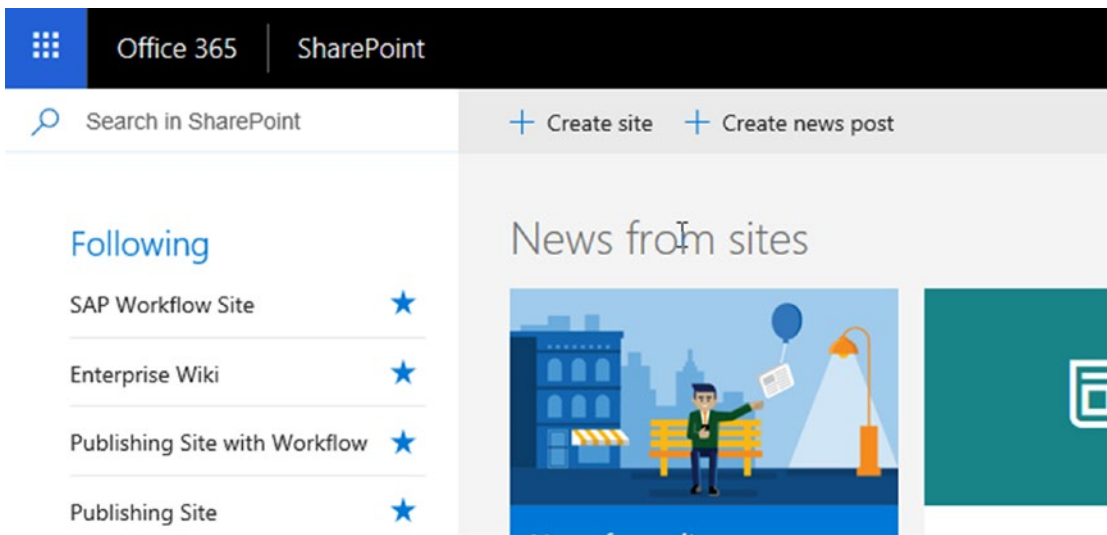 Office 365 SharePoint
Search in SharePoint
+ Create site + Create news post
Following
SAP Workflow Site
Enterprise Wiki
Publishing Site with Workflow
Publishing Site
News from sites